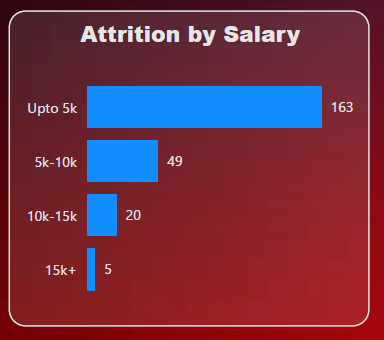 Attrition by Salary
Upto 5k 163
5k-10k 49
10k-15k 20
15k+ 5